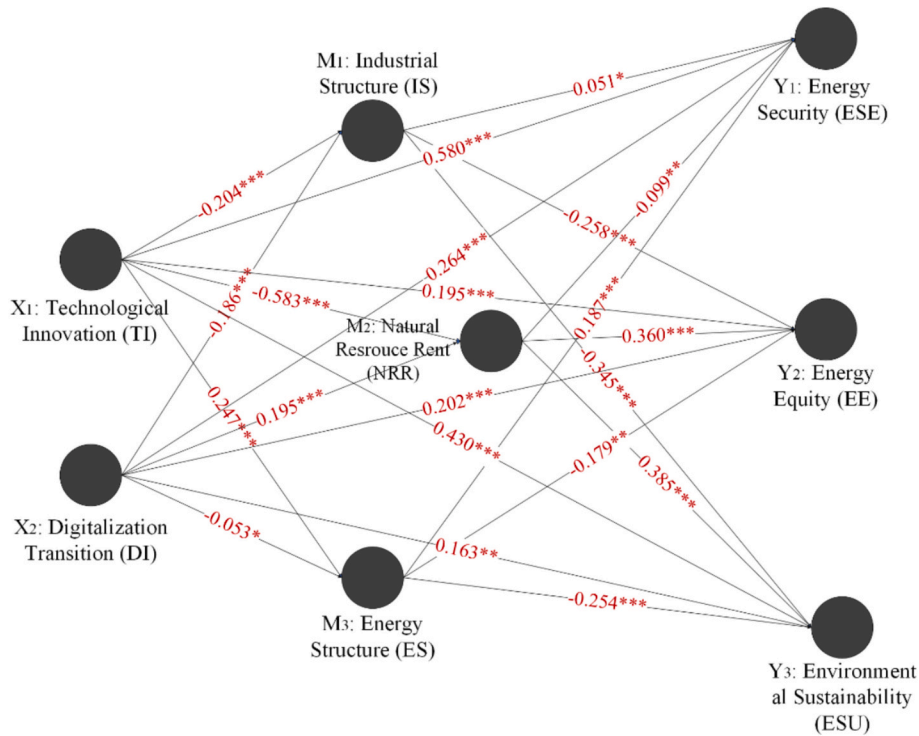 M1: Industrial
Structure (IS)
Y1: Energy
Security (ESE)
0.051*
0.580***
-0.204***
-0.099**
-0.258***
0.264***
X1: Technological
Innovation (TI)
-0.186***
-0.583***
0.195***
0.187***
M2: Natural
Resrouce Rent
(NRR)
0.360***
-0.345***
Y2: Energy
Equity (EE)
0.247***
0.195***
0.202***
0.430***
-0.179**
0.385***
X2: Digitalization
Transition (DI)
-0.053*
0.163**
-0.254***
M3: Energy
Structure (ES)
Y3: Environment
al Sustainability
(ESU)